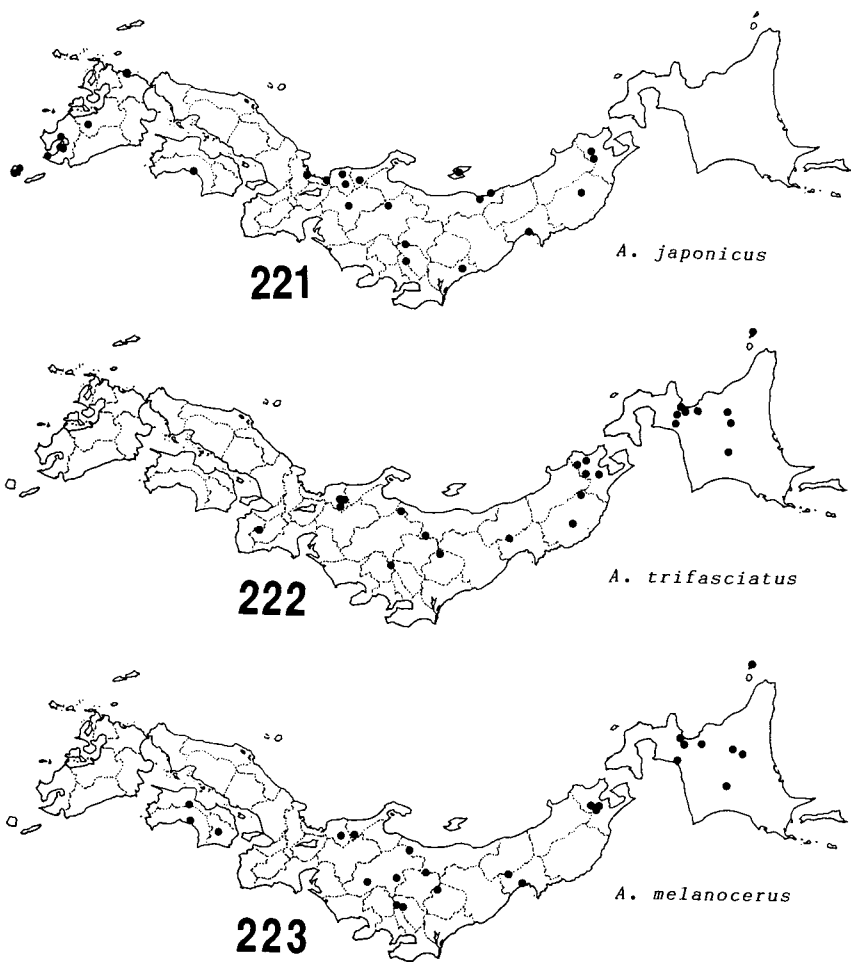 A. japonicus
221
A. trifasciatus
222
A. melanocerus
223